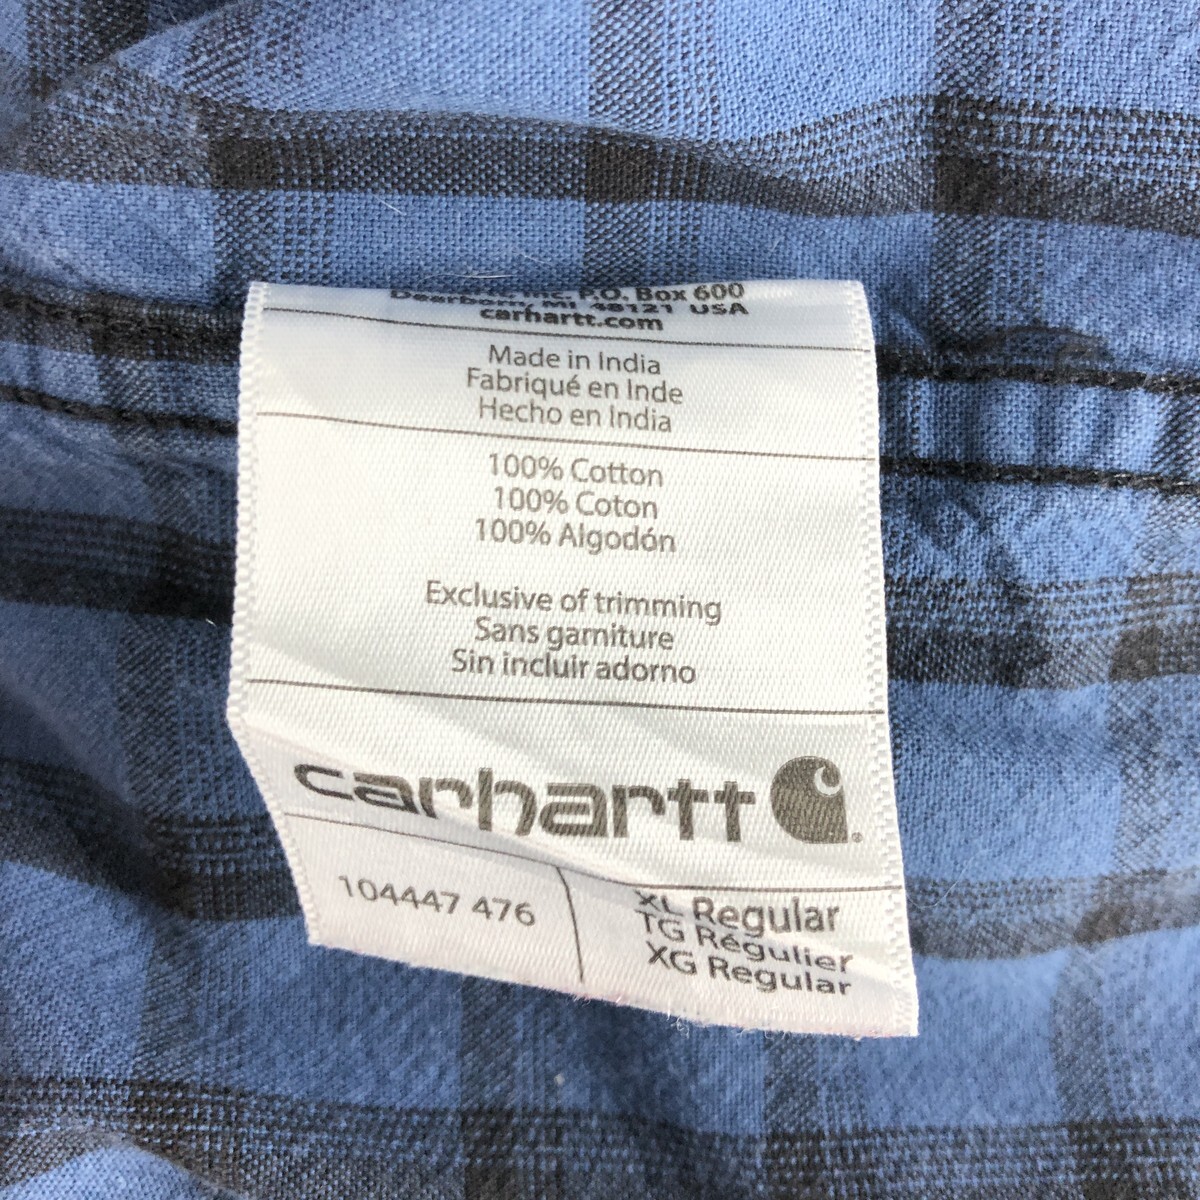 P.O. Box 600
Dearborn, MI 48121 USA
carhartt.com
Made in India
Fabriqué en Inde
Hecho en India
100% Cotton
100% Coton
100% Algodón
Exclusive of trimming
Sans garniture
Sin incluir adorno
carhartt
104447 476
XL Regular
TG Régulier
XG Regular